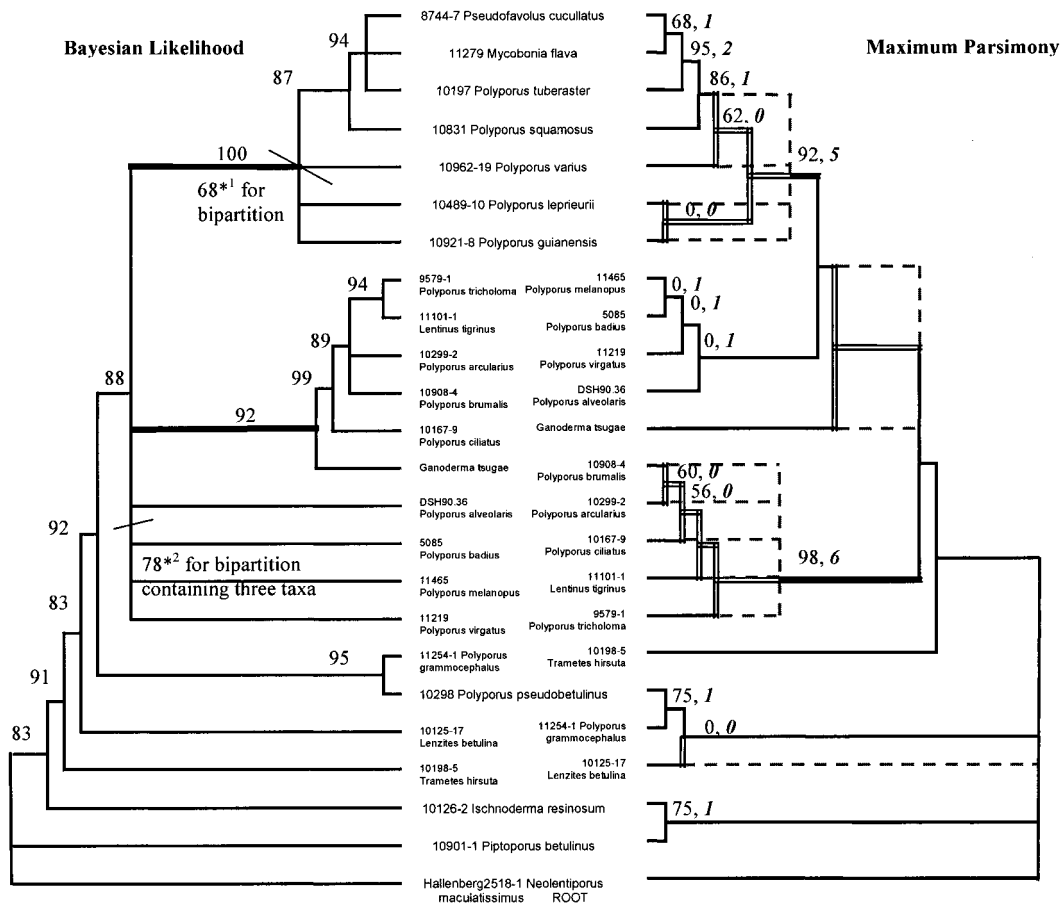 Bayesian Likelihood
Maximum Parsimony
94
87
100
68*1 for
bipartition
94
89
99
92
88
92
78*2 for bipartition
containing three taxa
83
95
91
83
8744-7 Pseudofavolus cucullatus
11279 Mycobonia flava
10197 Polyporus tuberaster
10831 Polyporus squamosus
10962-19 Polyporus varius
10489-10 Polyporus leprieurii
10921-8 Polyporus guianensis
9579-1
Polyporus tricholoma
11101-1
Lentinus tigrinus
10299-2
Polyporus arcularius
10908-4
Polyporus brumalis
10167-9
Polyporus ciliatus
Ganoderma tsugae
DSH90.36
Polyporus alveolaris
5085
Polyporus badius
11465
Polyporus melanopus
11219
Polyporus virgatus
11254-1 Polyporus
grammocephalus
10298 Polyporus pseudobetulinus
10125-17
Lenzites betulina
10198-5
Trametes hirsuta
10126-2 Ischnoderma resinosum
10901-1 Piptoporus betulinus
Hallenberg2518-1 Neolentiporus
maculatissimus ROOT
11465
Polyporus melanopus
5085
Polyporus badius
11219
Polyporus virgatus
DSH90.36
Polyporus alveolaris
Ganoderma tsugae
10908-4
Polyporus brumalis
10299-2
Polyporus arcularius
10167-9
Polyporus ciliatus
11101-1
Lentinus tigrinus
9579-1
Polyporus tricholoma
10198-5
Trametes hirsuta
11254-1 Polyporus
grammocephalus
10125-17
Lenzites betulina
68, 1
95, 2
86, 1
62, 0
92, 5
0, 0
0, 1
0, 1
0, 1
60, 0
56, 0
98, 6
75, 1
0, 0
75, 1